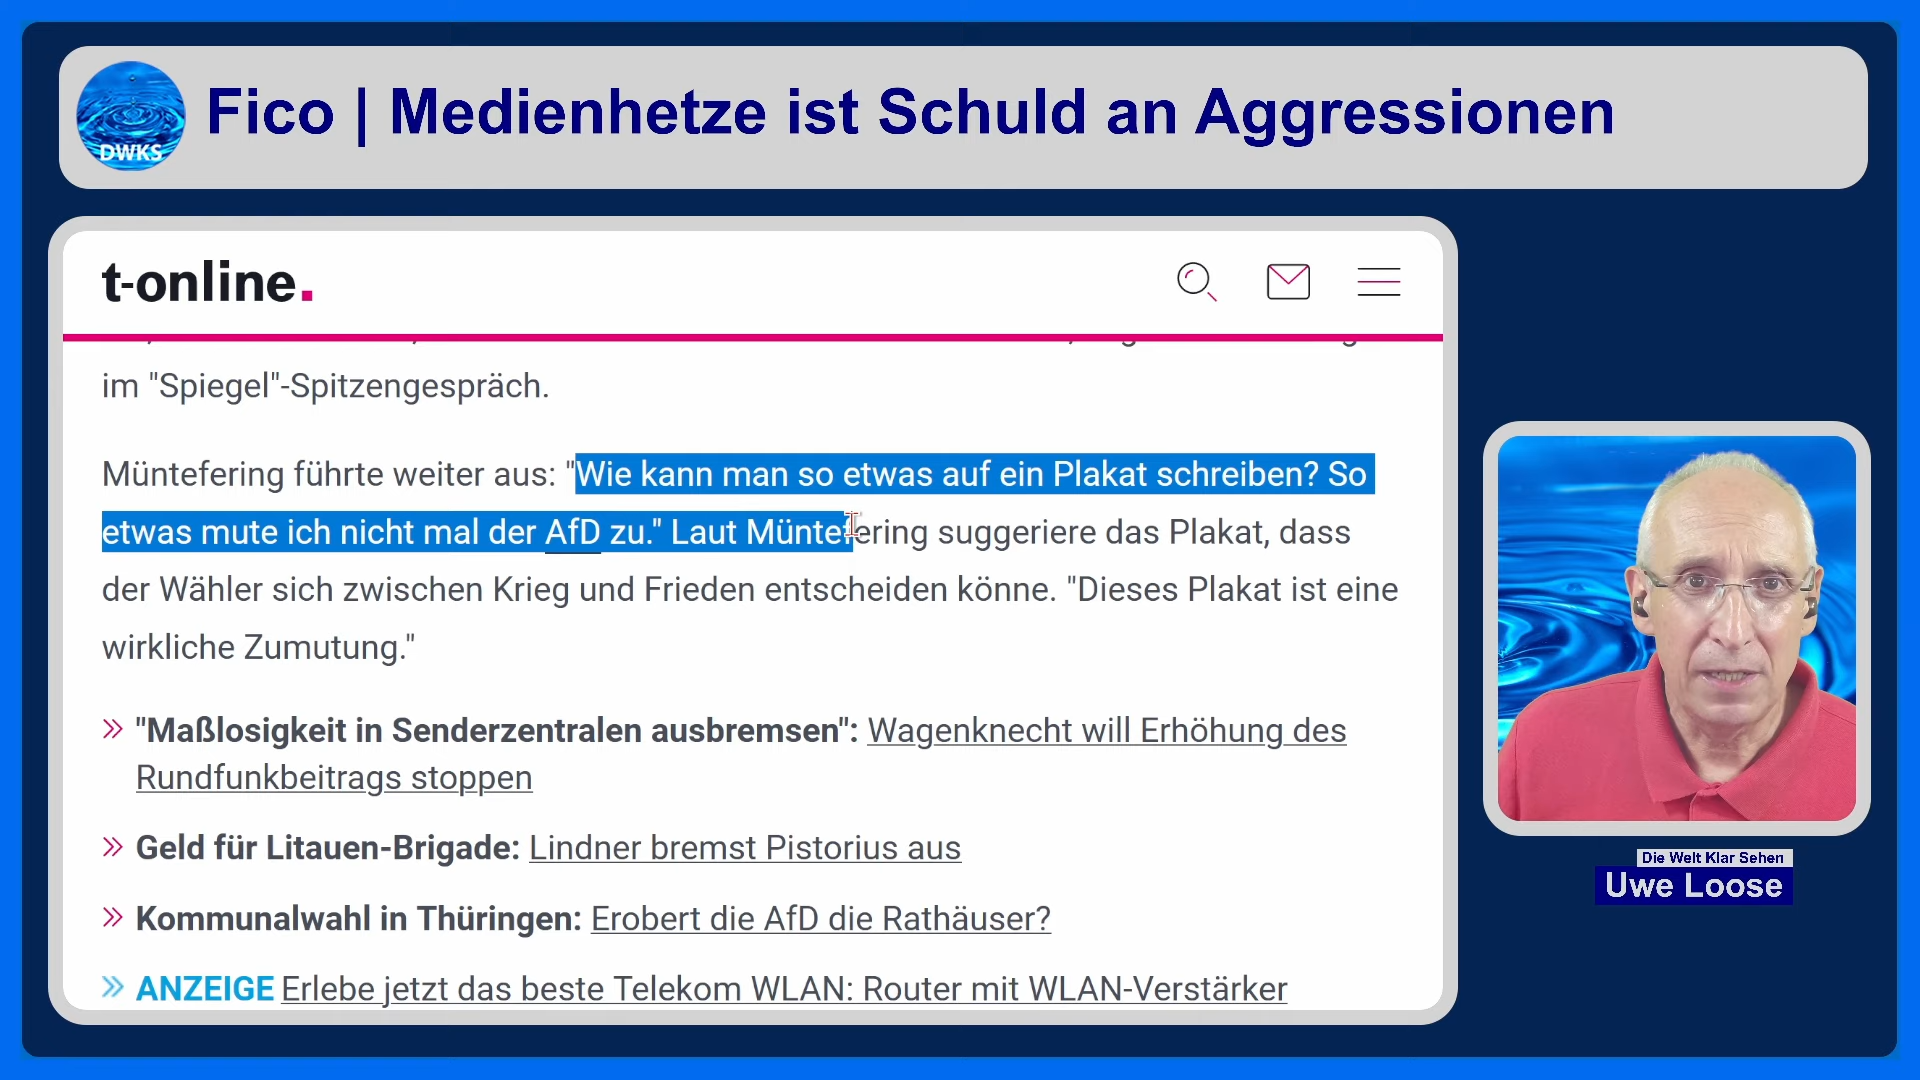 DWKS
Fico | Medienhetze ist Schuld an Aggressionen
t-online.
im "Spiegel"-Spitzengespräch.
Müntefering führte weiter aus: "Wie kann man so etwas auf ein Plakat schreiben? So
etwas mute ich nicht mal der AfD zu." Laut Müntefering suggeriere das Plakat, dass
der Wähler sich zwischen Krieg und Frieden entscheiden könne. "Dieses Plakat ist eine
wirkliche Zumutung."
» "Maßlosigkeit in Senderzentralen ausbremsen": Wagenknecht will Erhöhung des
Rundfunkbeitrags stoppen
» Geld für Litauen-Brigade: Lindner bremst Pistorius aus
» Kommunalwahl in Thüringen: Erobert die AfD die Rathäuser?
» ANZEIGE Erlebe jetzt das beste Telekom WLAN: Router mit WLAN-Verstärker
Die Welt Klar Sehen
Uwe Loose